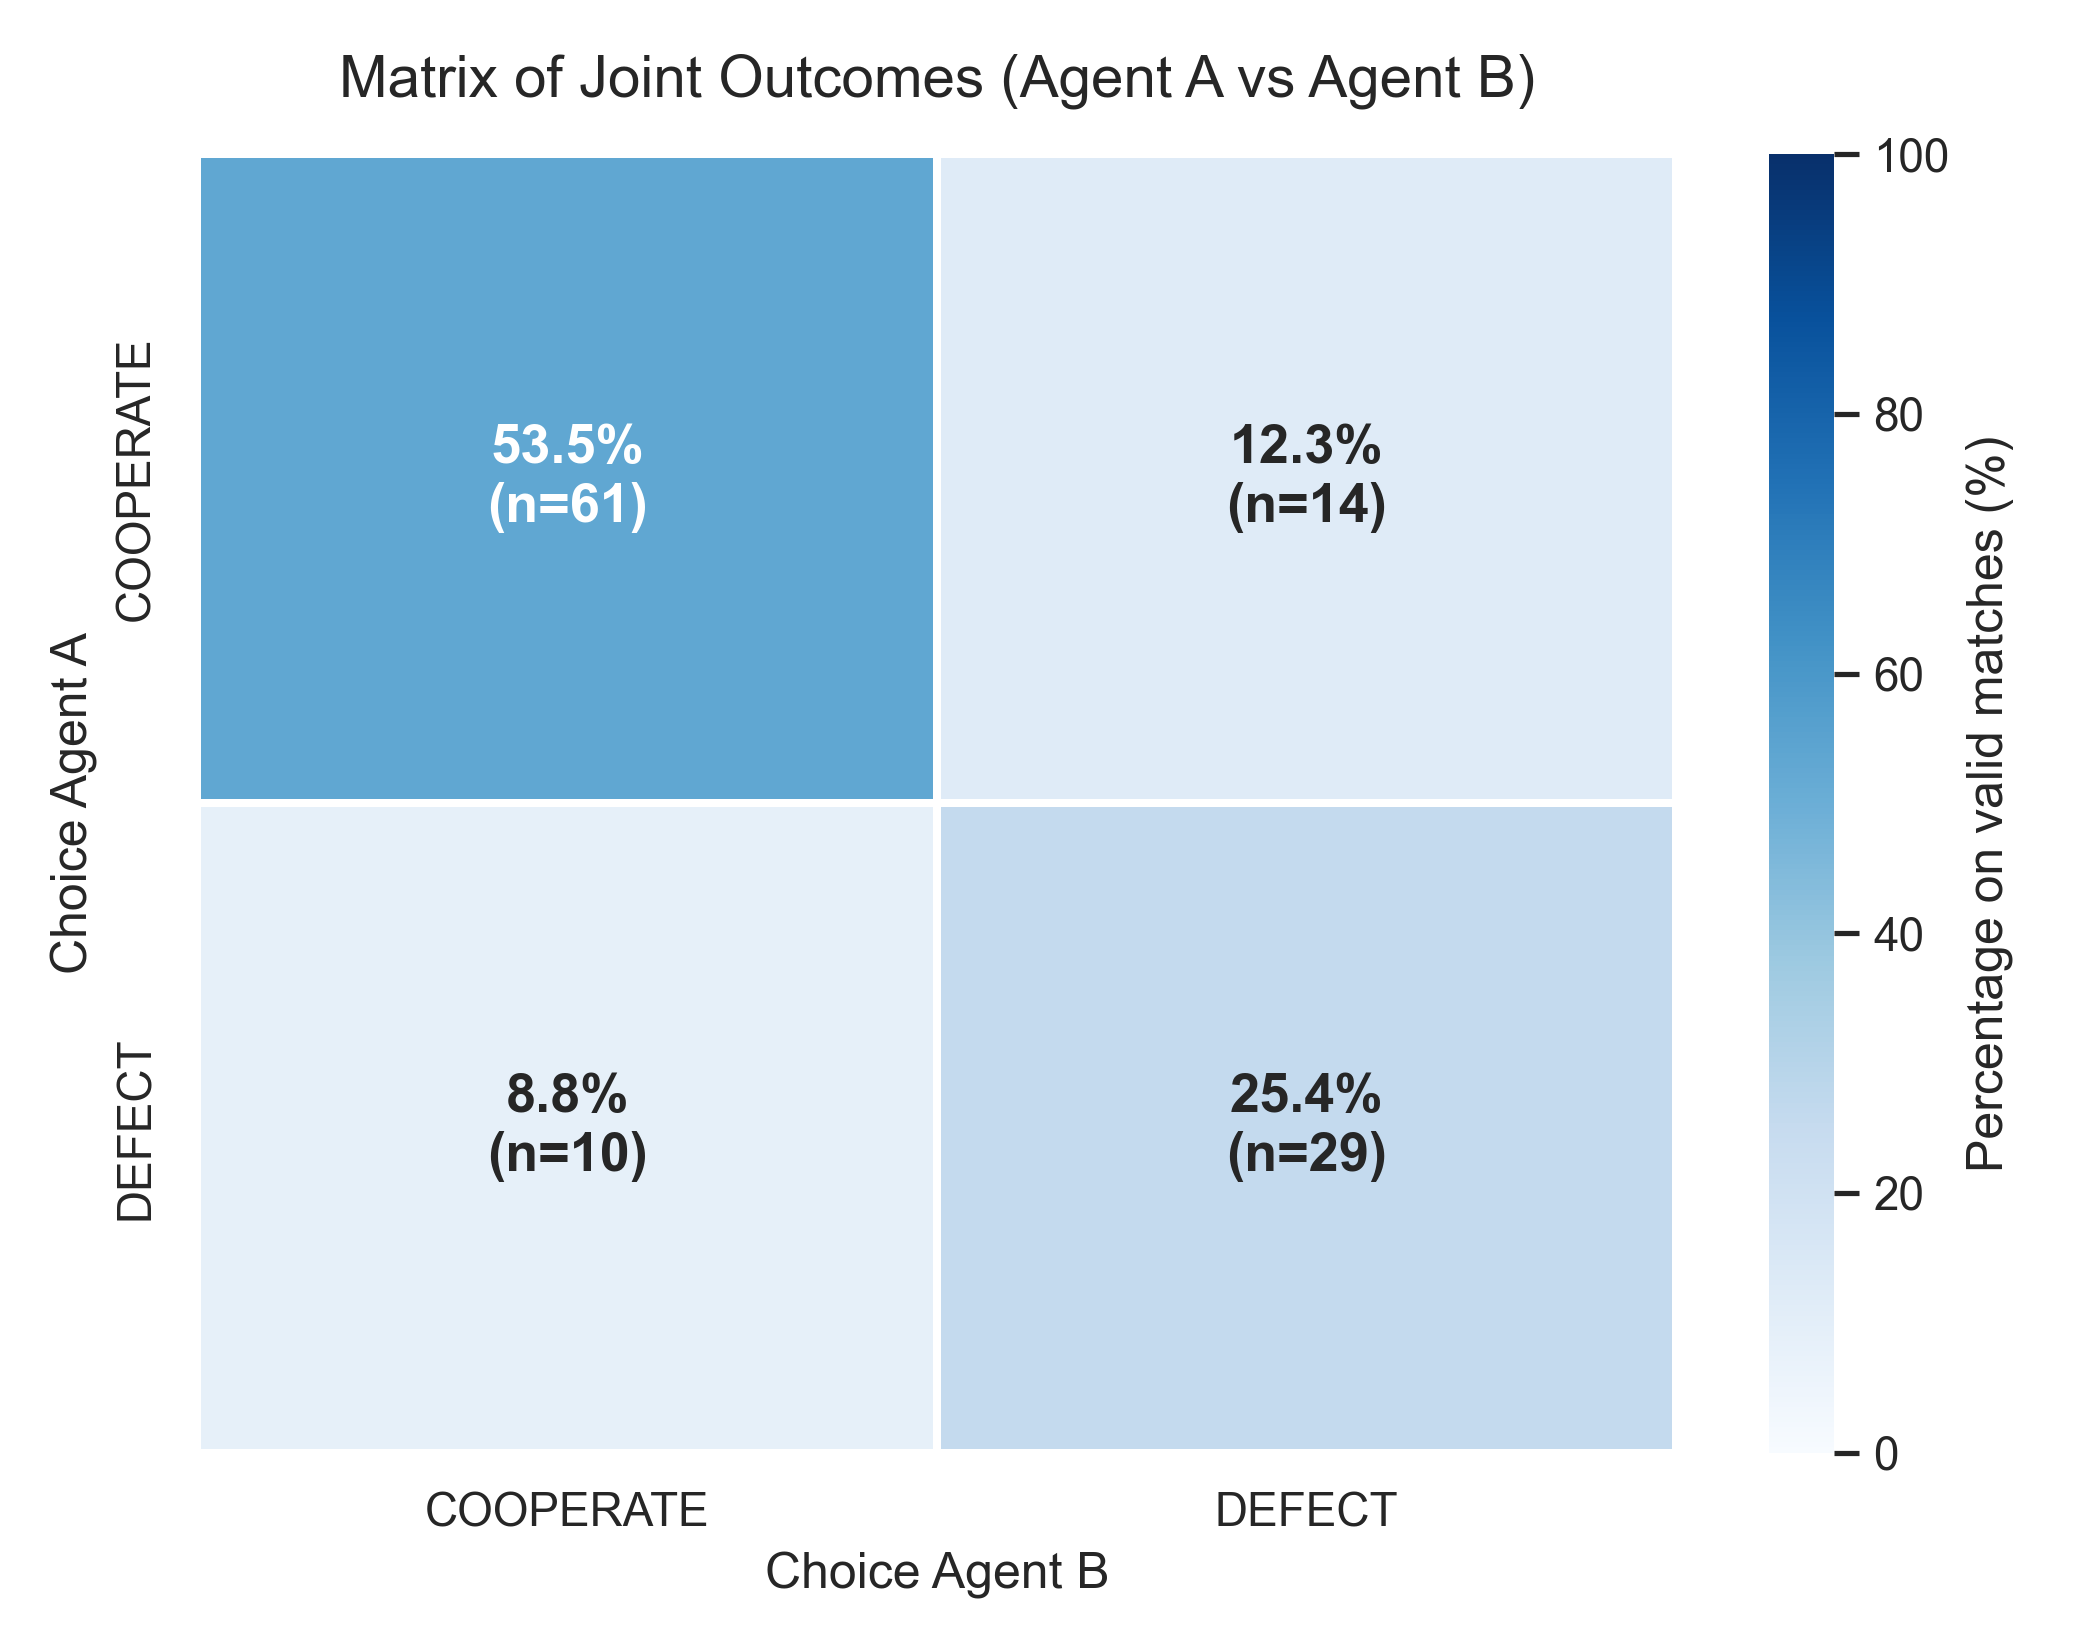 Matrix of Joint Outcomes (Agent A vs Agent B)
Choice Agent A
COOPERATE
DEFECT
53.5%
(n=61)
12.3%
(n=14)
8.8%
(n=10)
25.4%
(n=29)
COOPERATE
DEFECT
Choice Agent B
100
80
60
40
20
0
Percentage on valid matches (%)